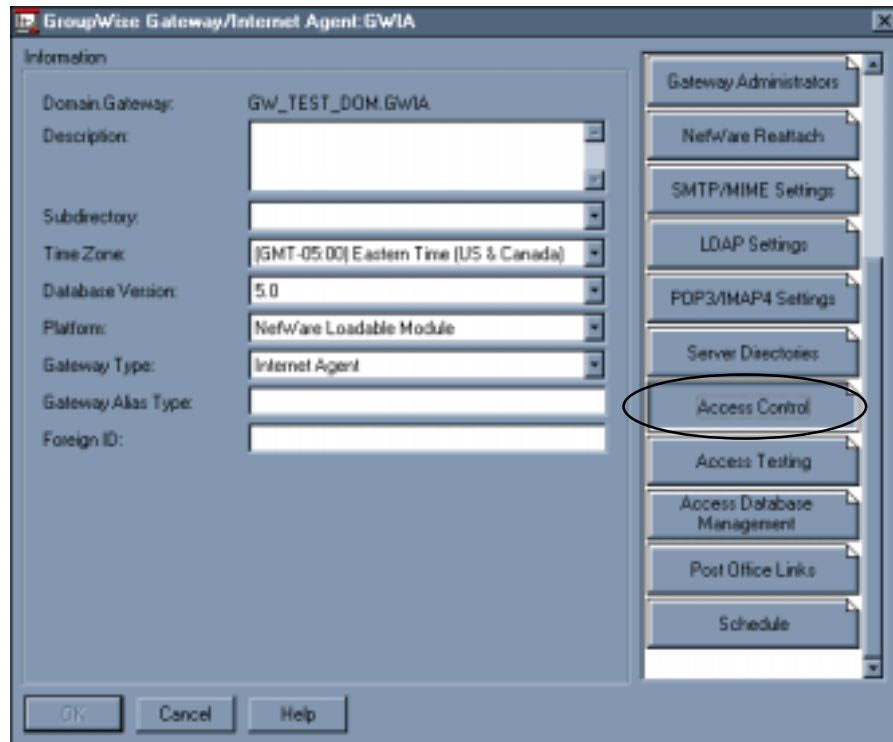 GroupWise Gateway/Internet Agent:GWIA
Information
Domain.Gateway: GW_TEST_DOM.GWIA
Description:
Subdirectory:
Time Zone: (GMT-05:00) Eastern Time (US & Canada)
Database Version: 5.0
Platform: NetWare Loadable Module
Gateway Type: Internet Agent
Gateway Alias Type:
Foreign ID:
Gateway Administrators
NetWare Reattach
SMTP/MIME Settings
LDAP Settings
POP3/IMAP4 Settings
Server Directories
Access Control
Access Testing
Access Database
Management
Post Office Links
Schedule
OK Cancel Help